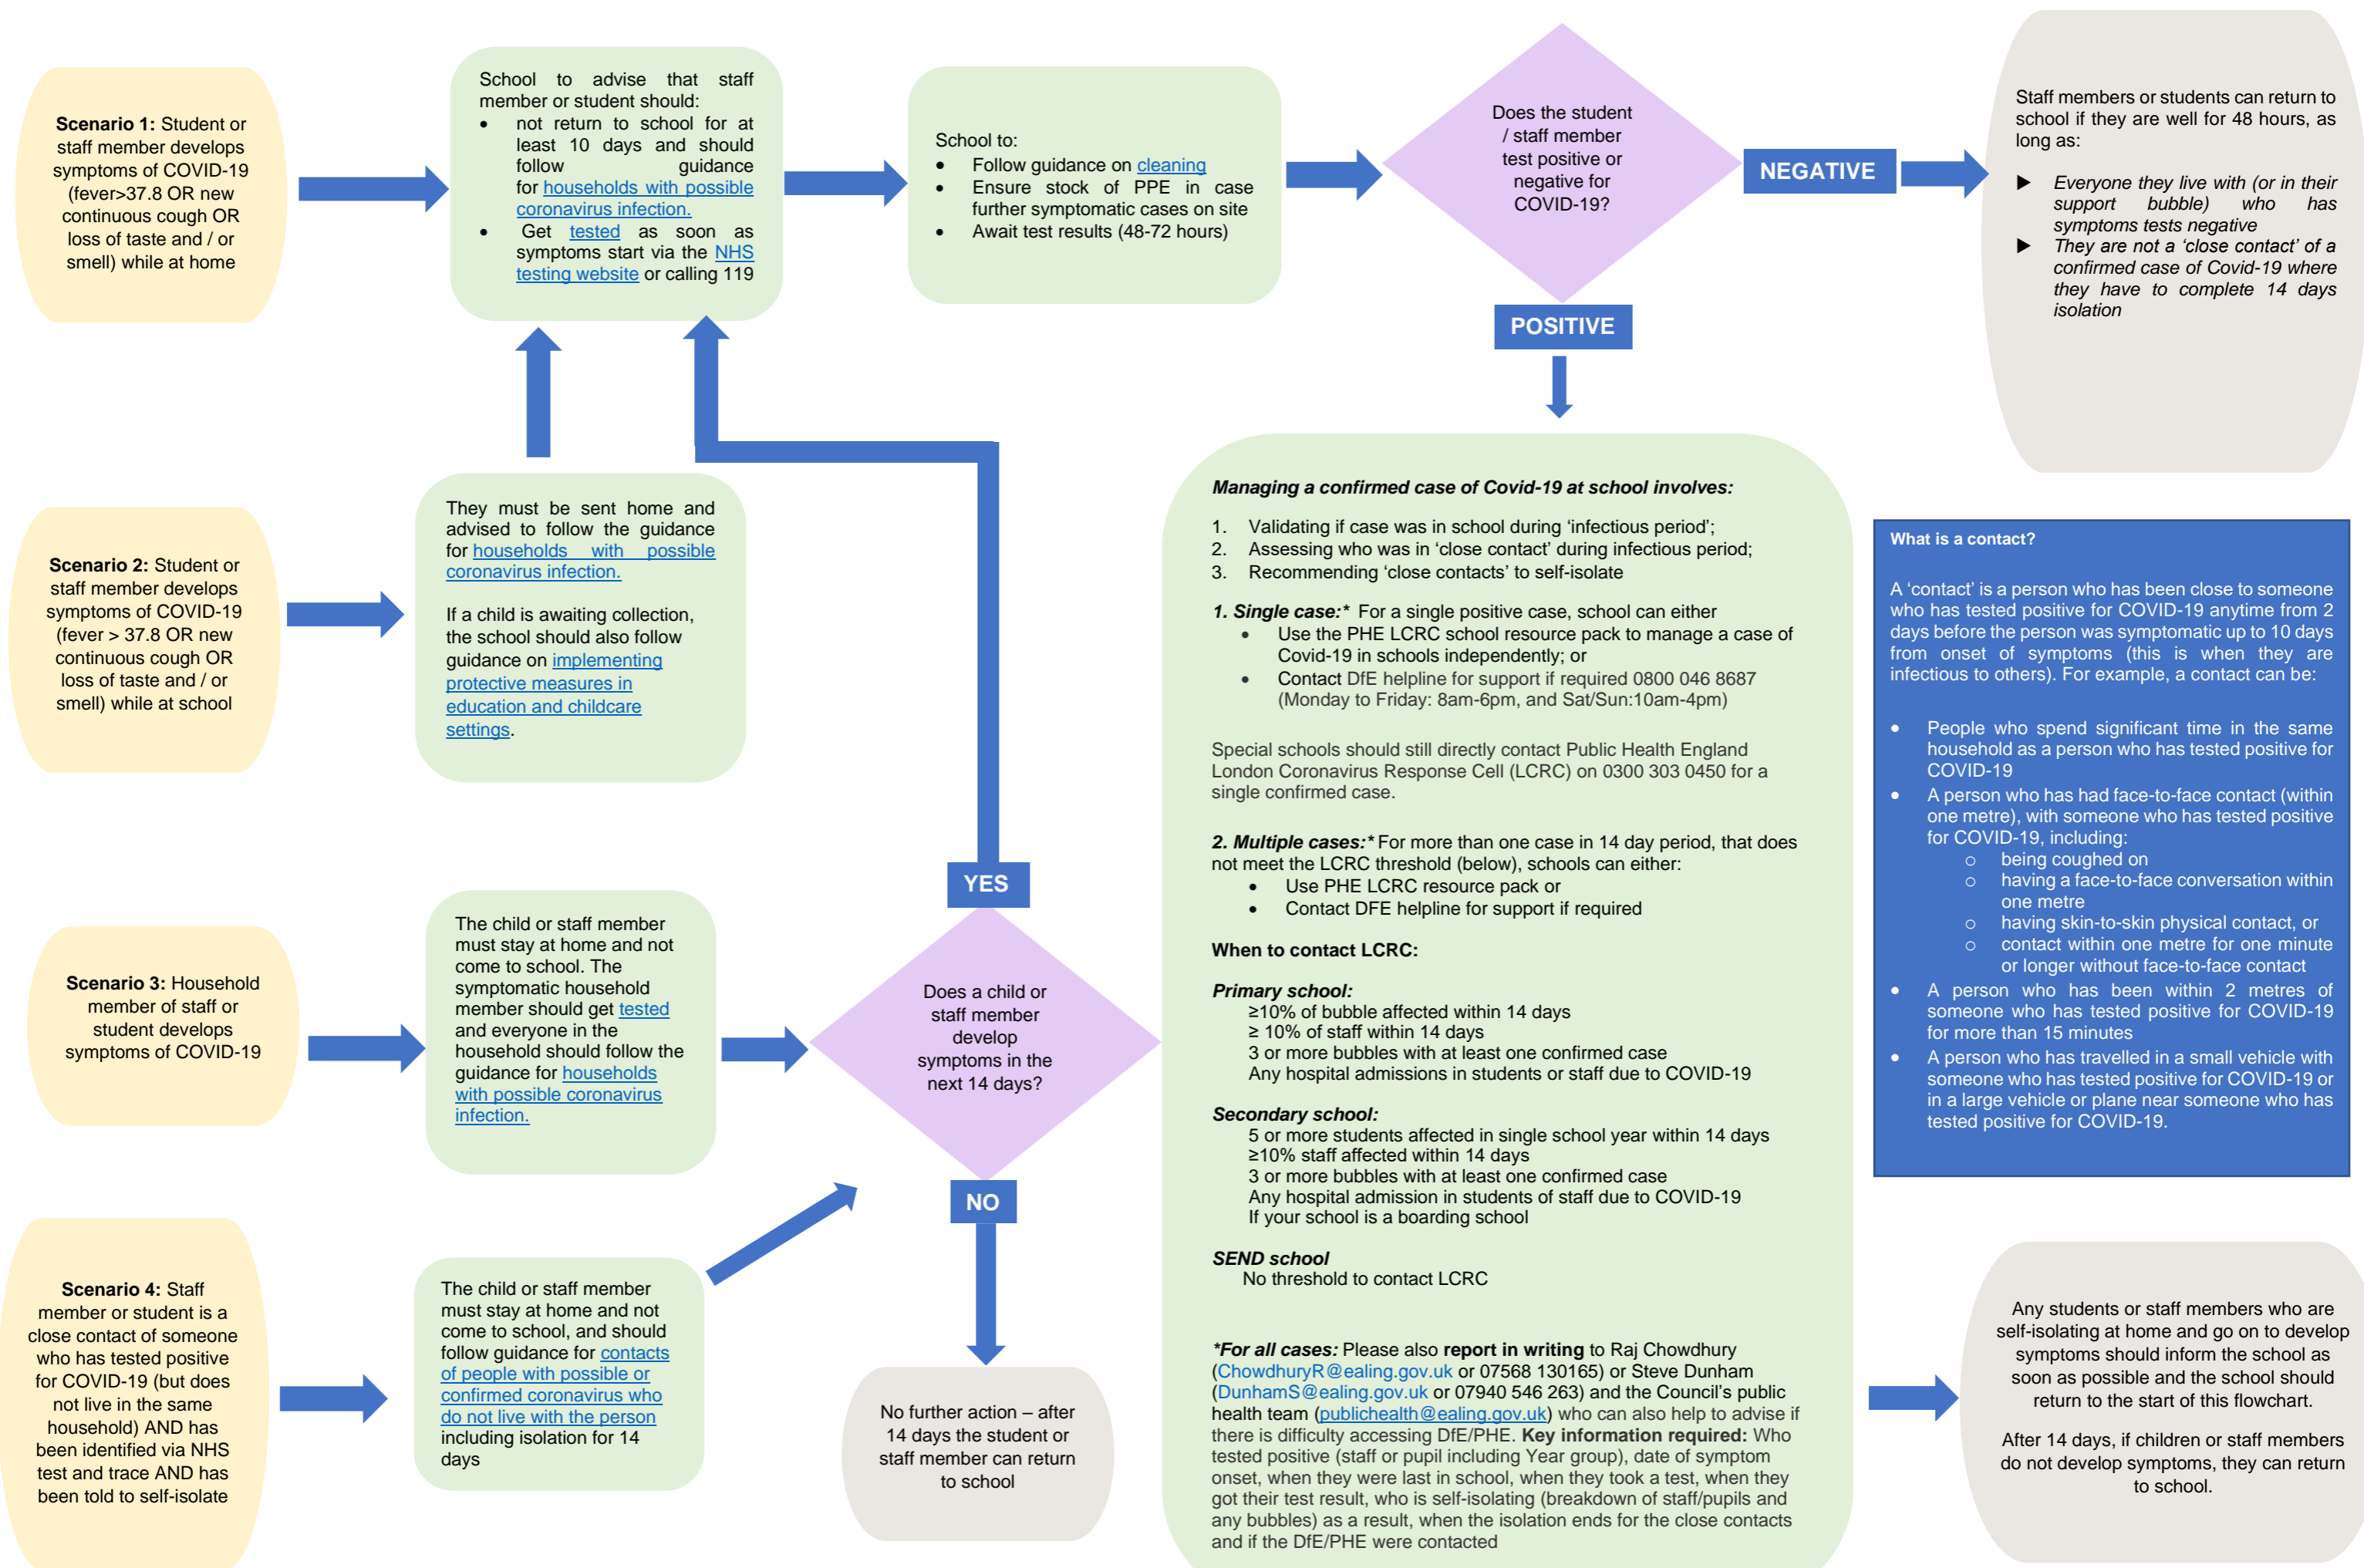 Scenario 1: Student or
staff member develops
symptoms of COVID-19
(fever>37.8 OR new
continuous cough OR
loss of taste and / or
smell) while at home
School to advise that staff
member or student should:
• not return to school for at
least 10 days and should
follow guidance
for households with possible
coronavirus infection.
• Get tested as soon as
symptoms start via the NHS
testing website or calling 119
School to:
• Follow guidance on cleaning
• Ensure stock of PPE in case
further symptomatic cases on site
• Await test results (48-72 hours)
Does the student
/ staff member
test positive or
negative for
COVID-19?
NEGATIVE
POSITIVE
Staff members or students can return to
school if they are well for 48 hours, as
long as:
▶ Everyone they live with (or in their
support bubble) who has
symptoms tests negative
▶ They are not a ‘close contact’ of a
confirmed case of Covid-19 where
they have to complete 14 days
isolation
Scenario 2: Student or
staff member develops
symptoms of COVID-19
(fever > 37.8 OR new
continuous cough OR
loss of taste and / or
smell) while at school
They must be sent home and
advised to follow the guidance
for households with possible
coronavirus infection.
If a child is awaiting collection,
the school should also follow
guidance on implementing
protective measures in
education and childcare
settings.
Scenario 3: Household
member of staff or
student develops
symptoms of COVID-19
The child or staff member
must stay at home and not
come to school. The
symptomatic household
member should get tested
and everyone in the
household should follow the
guidance for households
with possible coronavirus
infection.
YES
Does a child or
staff member
develop
symptoms in the
next 14 days?
NO
No further action – after
14 days the student or
staff member can return
to school
Scenario 4: Staff
member or student is a
close contact of someone
who has tested positive
for COVID-19 (but does
not live in the same
household) AND has
been identified via NHS
test and trace AND has
been told to self-isolate
The child or staff member
must stay at home and not
come to school, and should
follow guidance for contacts
of people with possible or
confirmed coronavirus who
do not live with the person
including isolation for 14
days
Managing a confirmed case of Covid-19 at school involves:
1. Validating if case was in school during ‘infectious period’;
2. Assessing who was in ‘close contact’ during infectious period;
3. Recommending ‘close contacts’ to self-isolate
1. Single case:* For a single positive case, school can either
• Use the PHE LCRC school resource pack to manage a case of
Covid-19 in schools independently; or
• Contact DfE helpline for support if required 0800 046 8687
(Monday to Friday: 8am-6pm, and Sat/Sun:10am-4pm)
Special schools should still directly contact Public Health England
London Coronavirus Response Cell (LCRC) on 0300 303 0450 for a
single confirmed case.
2. Multiple cases:* For more than one case in 14 day period, that does
not meet the LCRC threshold (below), schools can either:
• Use PHE LCRC resource pack or
• Contact DFE helpline for support if required
When to contact LCRC:
Primary school:
≥10% of bubble affected within 14 days
≥ 10% of staff within 14 days
3 or more bubbles with at least one confirmed case
Any hospital admissions in students or staff due to COVID-19
Secondary school:
5 or more students affected in single school year within 14 days
≥10% staff affected within 14 days
3 or more bubbles with at least one confirmed case
Any hospital admission in students of staff due to COVID-19
If your school is a boarding school
SEND school
No threshold to contact LCRC
*For all cases: Please also report in writing to Raj Chowdhury
(ChowdhuryR@ealing.gov.uk or 07568 130165) or Steve Dunham
(DunhamS@ealing.gov.uk or 07940 546 263) and the Council’s public
health team (publichealth@ealing.gov.uk) who can also help to advise if
there is difficulty accessing DfE/PHE. Key information required: Who
tested positive (staff or pupil including Year group), date of symptom
onset, when they were last in school, when they took a test, when they
got their test result, who is self-isolating (breakdown of staff/pupils and
any bubbles) as a result, when the isolation ends for the close contacts
and if the DfE/PHE were contacted
What is a contact?
A ‘contact’ is a person who has been close to someone
who has tested positive for COVID-19 anytime from 2
days before the person was symptomatic up to 10 days
from onset of symptoms (this is when they are
infectious to others). For example, a contact can be:
• People who spend significant time in the same
household as a person who has tested positive for
COVID-19
• A person who has had face-to-face contact (within
one metre), with someone who has tested positive
for COVID-19, including:
o being coughed on
o having a face-to-face conversation within
one metre
o having skin-to-skin physical contact, or
o contact within one metre for one minute
or longer without face-to-face contact
• A person who has been within 2 metres of
someone who has tested positive for COVID-19
for more than 15 minutes
• A person who has travelled in a small vehicle with
someone who has tested positive for COVID-19 or
in a large vehicle or plane near someone who has
tested positive for COVID-19.
Any students or staff members who are
self-isolating at home and go on to develop
symptoms should inform the school as
soon as possible and the school should
return to the start of this flowchart.
After 14 days, if children or staff members
do not develop symptoms, they can return
to school.